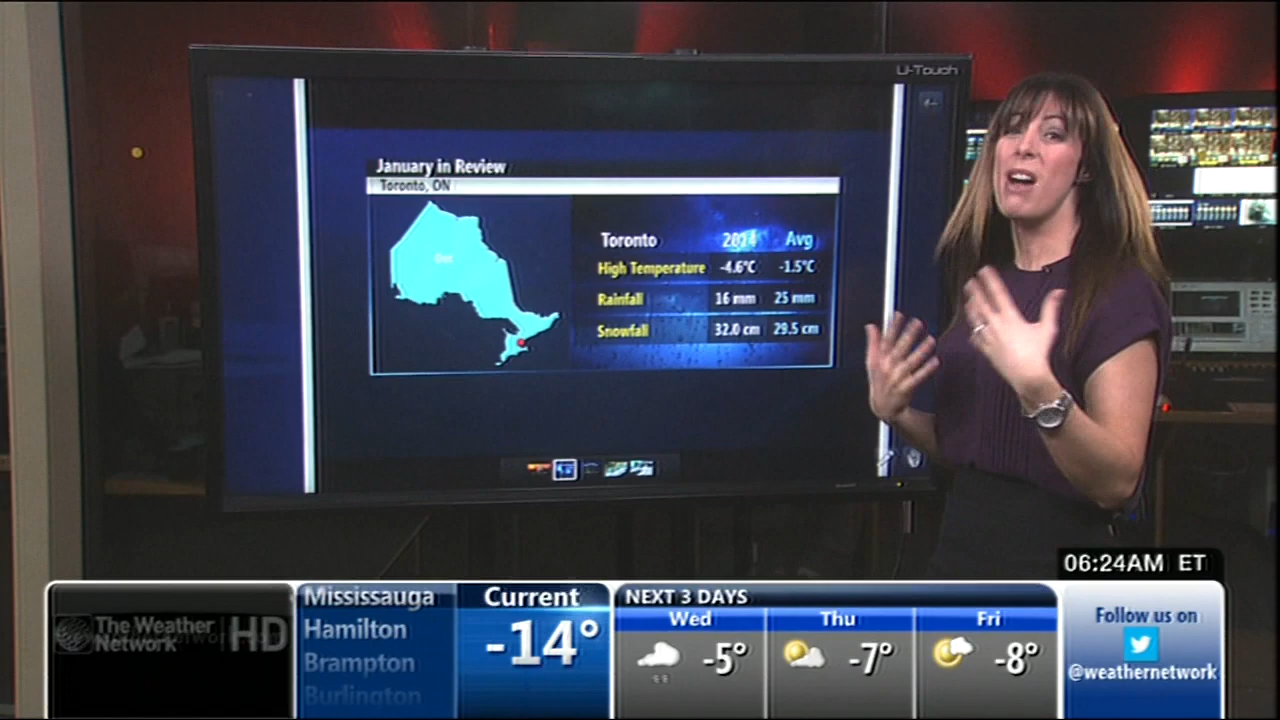 U-Touch
January in Review
Toronto, ON
Ont
Toronto 2014 Avg
High Temperature -4.6°C -1.5°C
Rainfall 16 mm 25 mm
Snowfall 32.0 cm 29.5 cm
06:24AM ET
The Weather
Network HD
Mississauga
Hamilton
Brampton
Burlington
Current
-14°
NEXT 3 DAYS
Wed Thu Fri
-5° -7° -8°
Follow us on
@weathernetwork